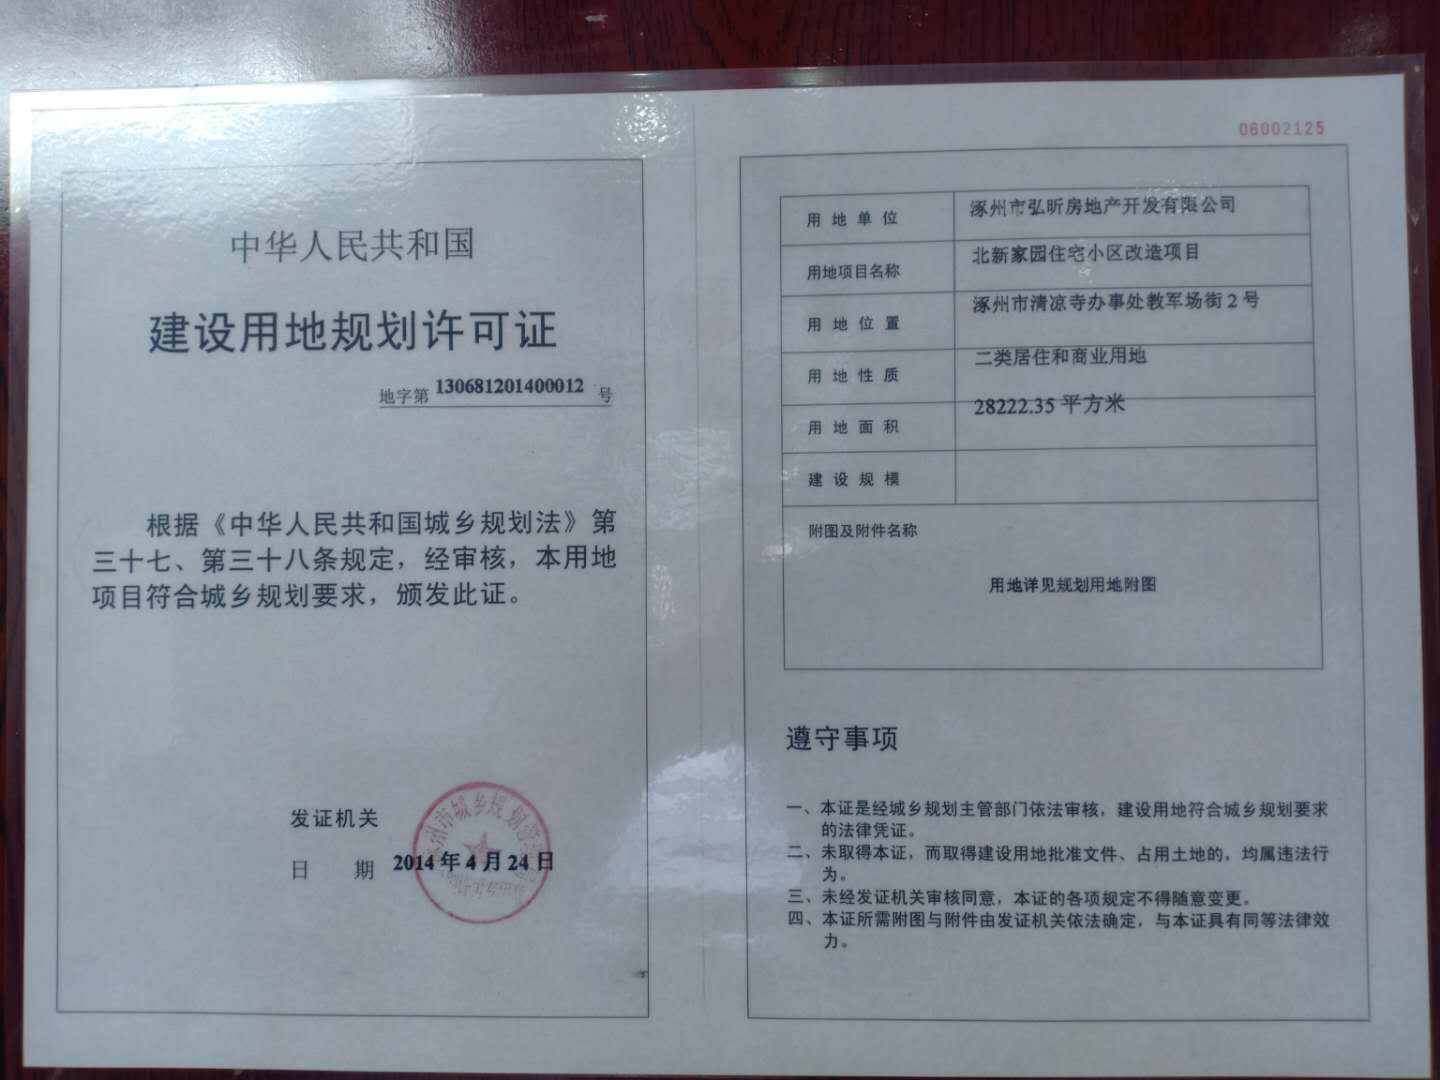 中华人民共和国
建设用地规划许可证
地字第 130681201400012 号
根据《中华人民共和国城乡规划法》第
三十七、第三十八条规定，经审核，本用地
项目符合城乡规划要求，颁发此证。
发证机关
日 期 2014年4月24日
州市城乡规划
06002125
用地单位 涿州市弘昕房地产开发有限公司
用地项目名称 北新家园住宅小区改造项目
用地位置 涿州市清凉寺办事处教军场街2号
用地性质 二类居住和商业用地
用地面积 28222.35平方米
建设规模
附图及附件名称
用地详见规划用地附图
遵守事项
一、本证是经城乡规划主管部门依法审核，建设用地符合城乡规划要求
的法律凭证。
二、未取得本证，而取得建设用地批准文件、占用土地的，均属违法行
为。
三、未经发证机关审核同意，本证的各项规定不得随意变更。
四、本证所需附图与附件由发证机关依法确定，与本证具有同等法律效
力。